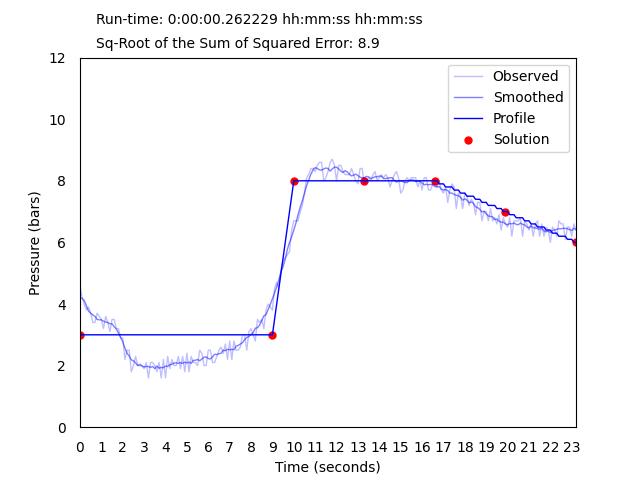 Run-time: 0:00:00.262229 hh:mm:ss hh:mm:ss
Sq-Root of the Sum of Squared Error: 8.9
Observed
Smoothed
Profile
Solution
12
10
8
6
4
2
0
Pressure (bars)
0 1 2 3 4 5 6 7 8 9 10 11 12 13 14 15 16 17 18 19 20 21 22 23
Time (seconds)